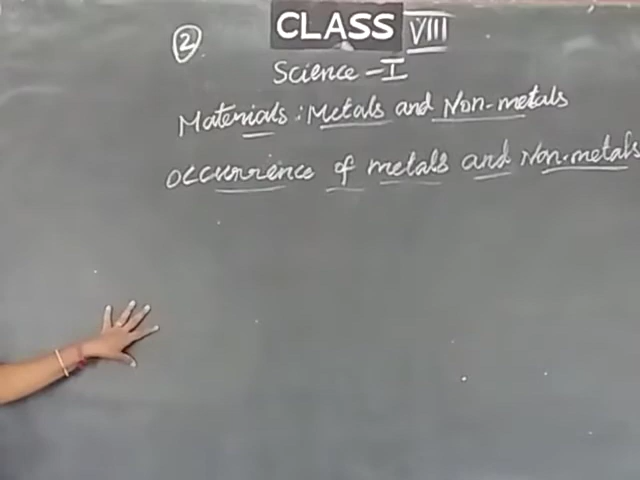 CLASS VIII
②
Science - I
Materials : Metals and Non-metals
Occurrence of metals and Non-metals